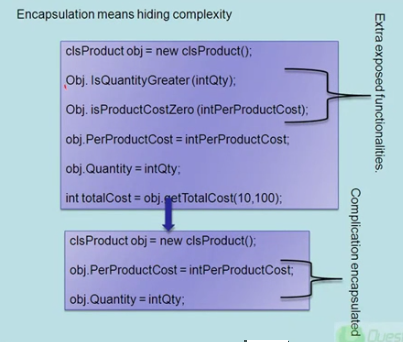 Encapsulation means hiding complexity
clsProduct obj = new clsProduct();
Obj. IsQuantityGreater (intQty);
Obj. isProductCostZero (intPerProductCost);
obj.PerProductCost = intPerProductCost;
obj.Quantity = intQty;
int totalCost = obj.getTotalCost(10,100);
Extra exposed functionalities.
clsProduct obj = new clsProduct();
obj.PerProductCost = intPerProductCost;
obj.Quantity = intQty;
Complication encapsulated